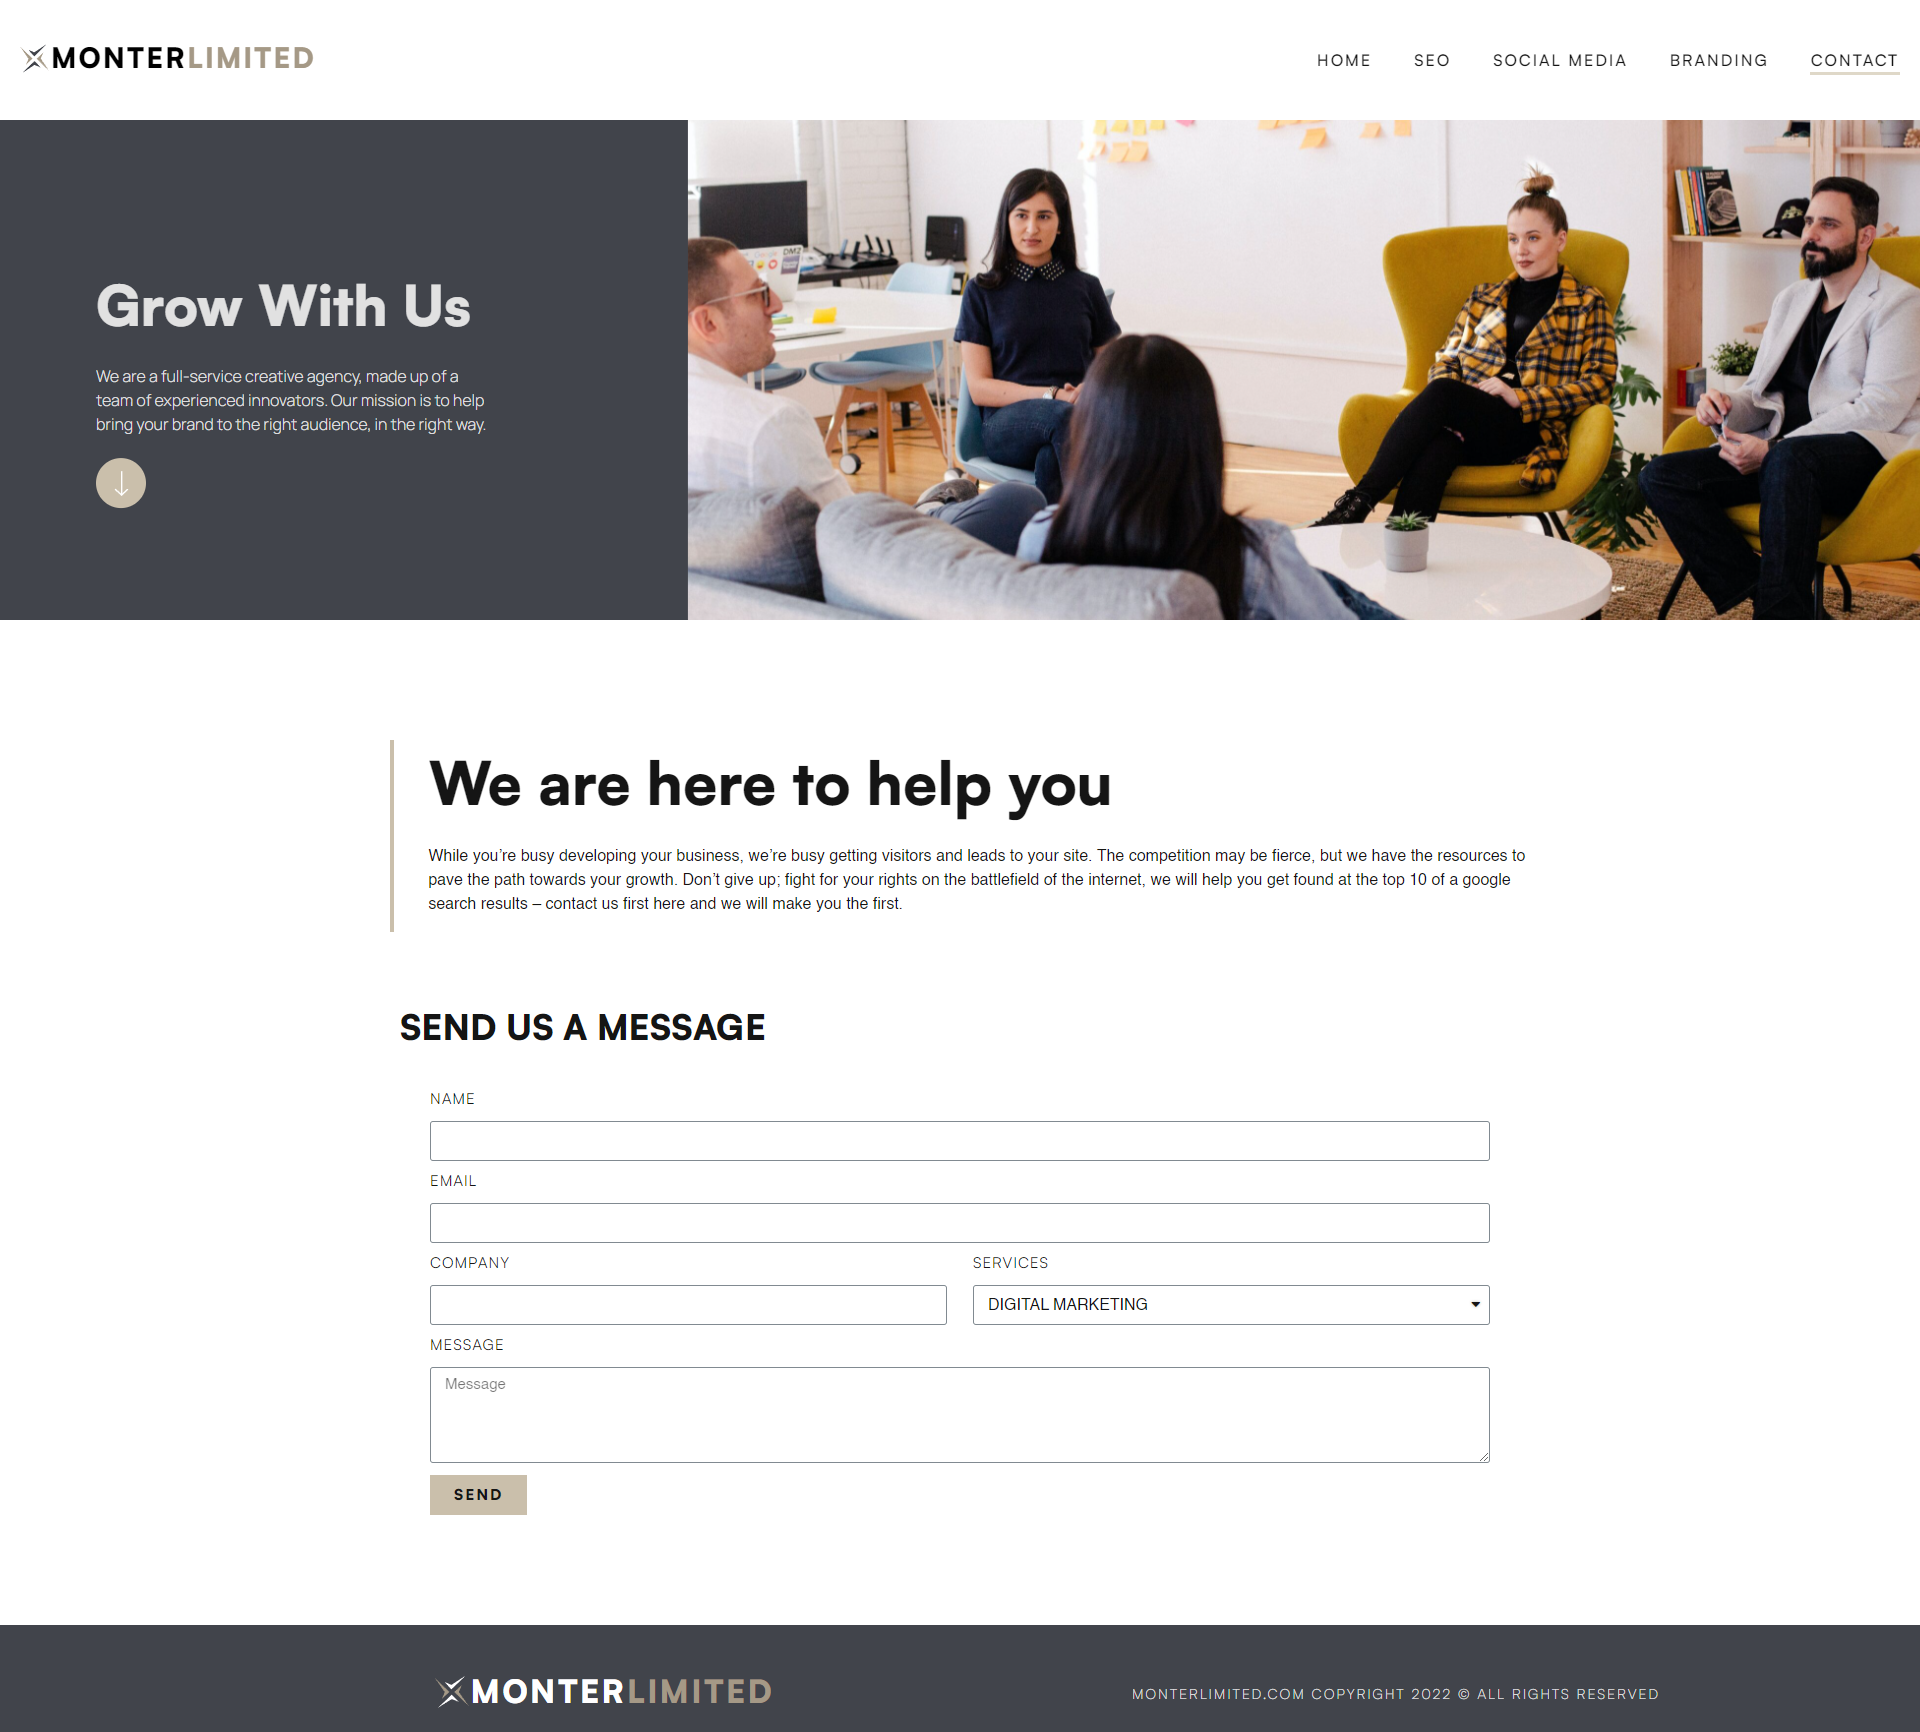 MONTERLIMITED
HOME SEO SOCIAL MEDIA BRANDING CONTACT
Grow With Us
We are a full-service creative agency, made up of a
team of experienced innovators. Our mission is to help
bring your brand to the right audience, in the right way.
We are here to help you
While you’re busy developing your business, we’re busy getting visitors and leads to your site. The competition may be fierce, but we have the resources to
pave the path towards your growth. Don’t give up; fight for your rights on the battlefield of the internet, we will help you get found at the top 10 of a google
search results – contact us first here and we will make you the first.
SEND US A MESSAGE
NAME
EMAIL
COMPANY SERVICES
DIGITAL MARKETING
MESSAGE
Message
SEND
MONTERLIMITED
MONTERLIMITED.COM COPYRIGHT 2022 © ALL RIGHTS RESERVED